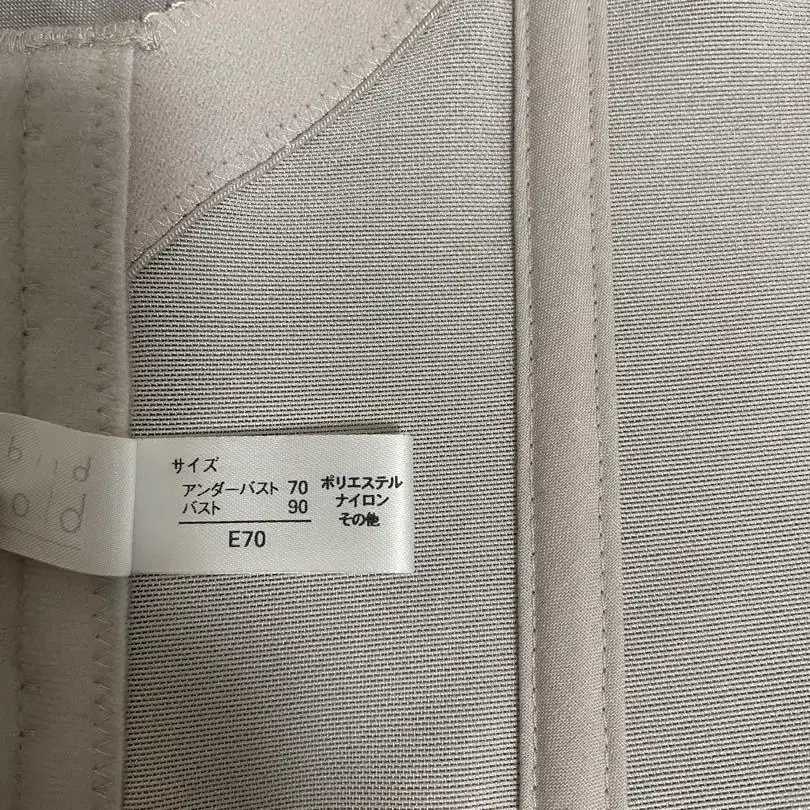 サイズ
アンダーバスト 70
バスト 90
E70
ポリエステル
ナイロン
その他